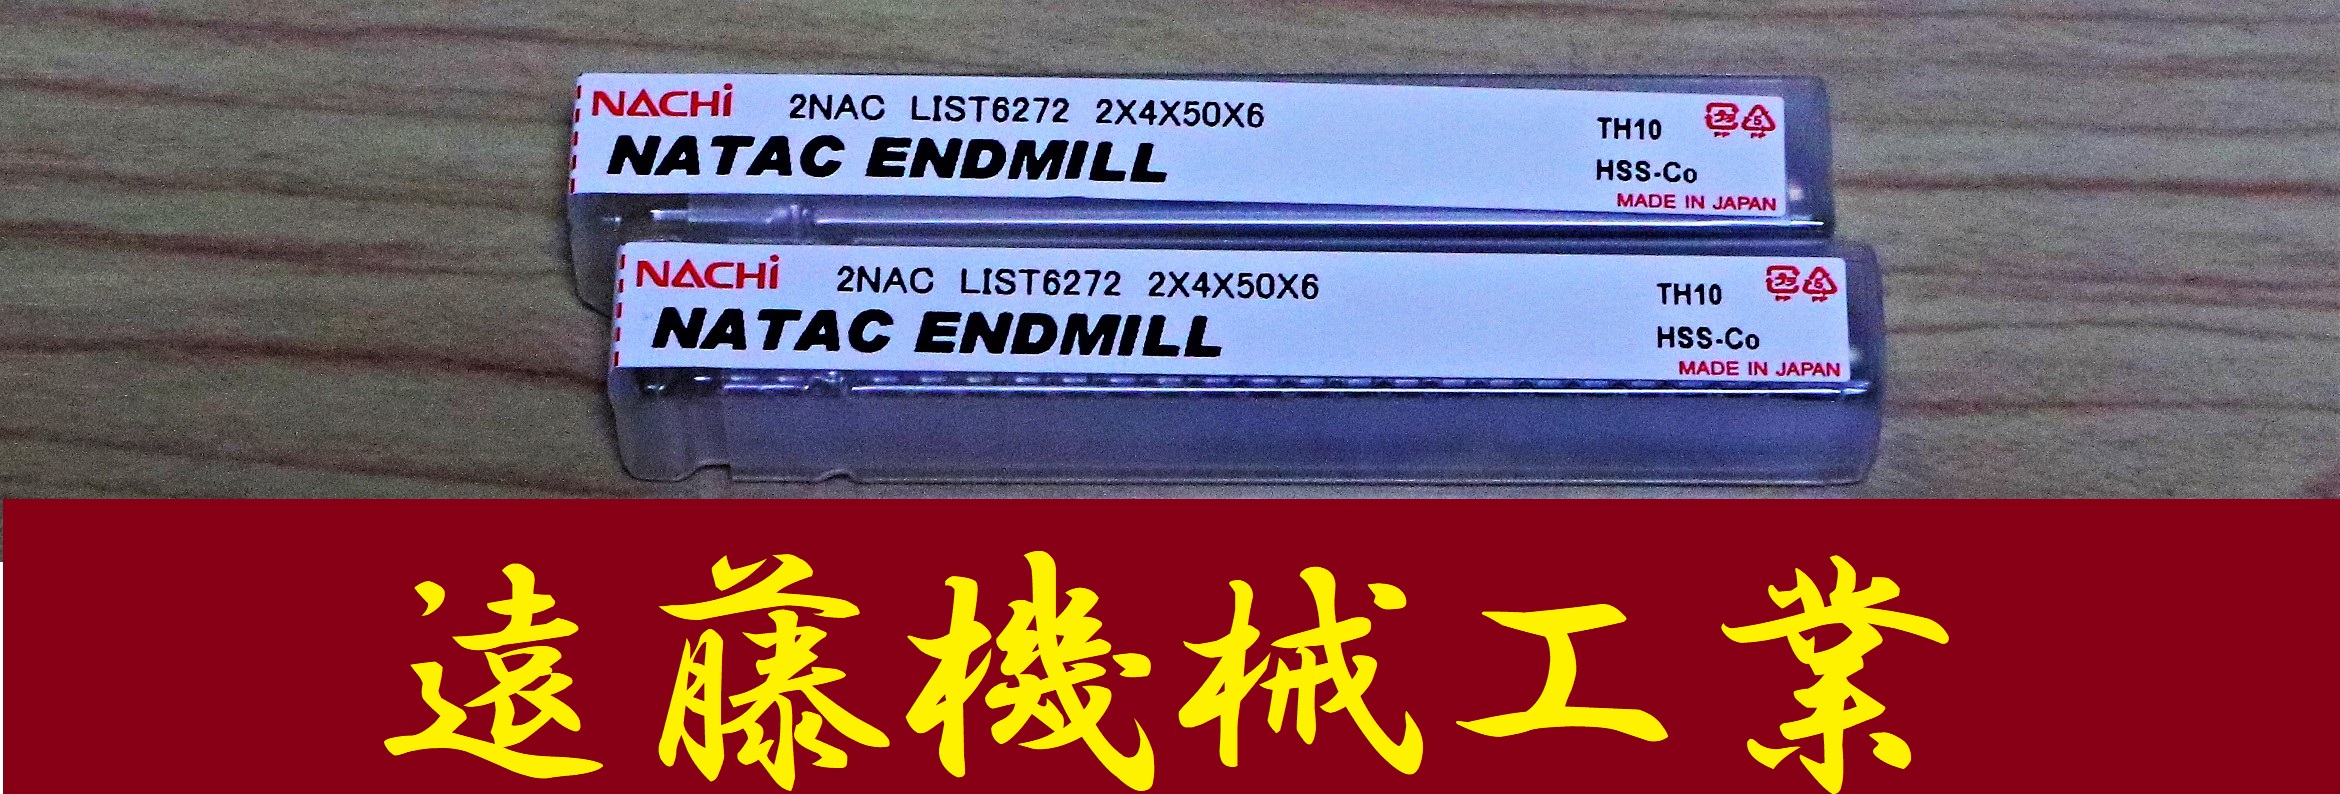 NACHi 2NAC LIST6272 2X4X50X6
NATAC ENDMILL
TH10
HSS-Co
MADE IN JAPAN
NACHi 2NAC LIST6272 2X4X50X6
NATAC ENDMILL
TH10
HSS-Co
MADE IN JAPAN
遠藤機械工業